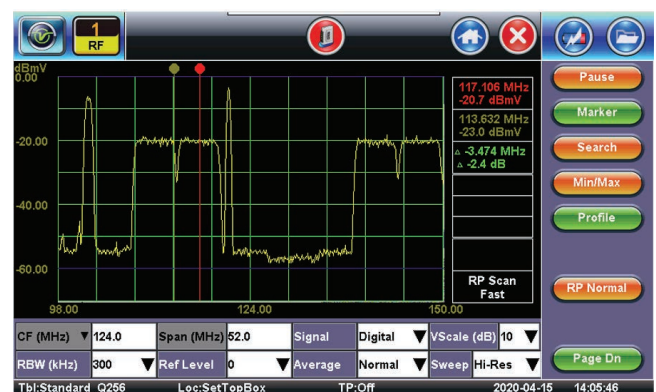 1
RF
dBmV
0.00
-20.00
-40.00
-60.00
98.00 124.00 150.00
117.106 MHz
-20.7 dBmV
113.632 MHz
-23.0 dBmV
△ -3.474 MHz
△ -2.4 dB
RP Scan
Fast
Pause
Marker
Search
Min/Max
Profile
RP Normal
Page Dn
CF (MHz) 124.0 Span (MHz) 52.0 Signal Digital VScale (dB) 10
RBW (kHz) 300 Ref Level 0 Average Normal Sweep Hi-Res
Tbl:Standard_Q256 Loc:SetTopBox TP:Off 2020-04-15 14:05:46